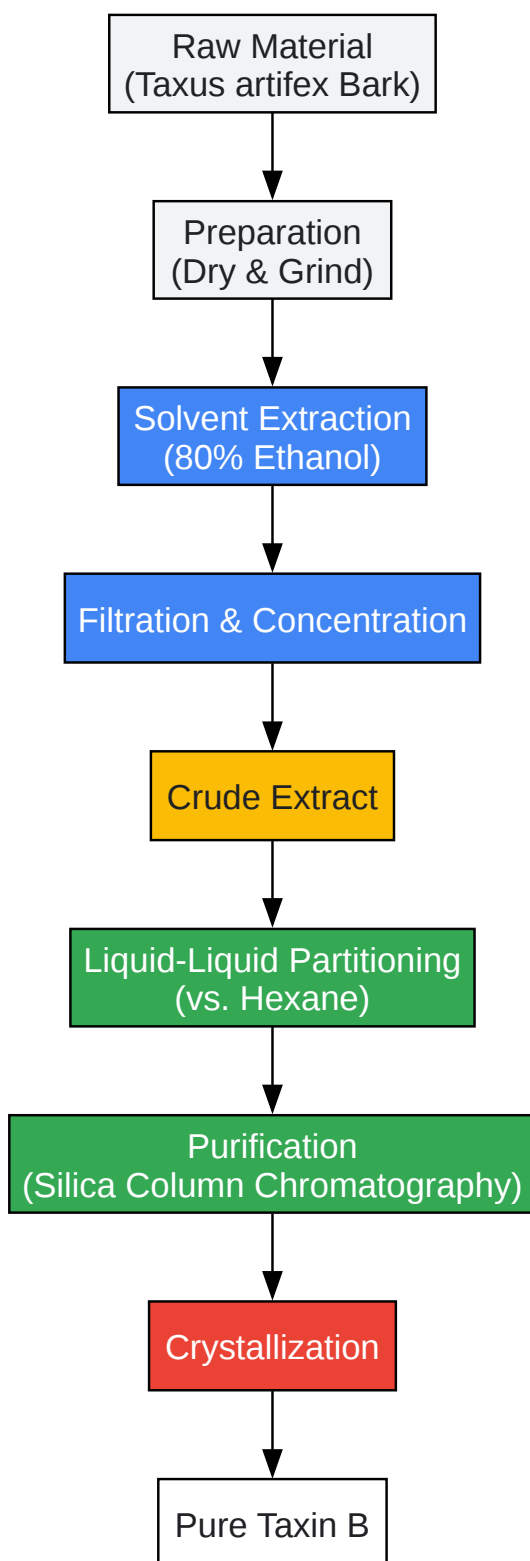 Raw Material
(Taxus artifex Bark)
Preparation
(Dry & Grind)
Solvent Extraction
(80% Ethanol)
Filtration & Concentration
Crude Extract
Liquid-Liquid Partitioning
(vs. Hexane)
Purification
(Silica Column Chromatography)
Crystallization
Pure Taxin B